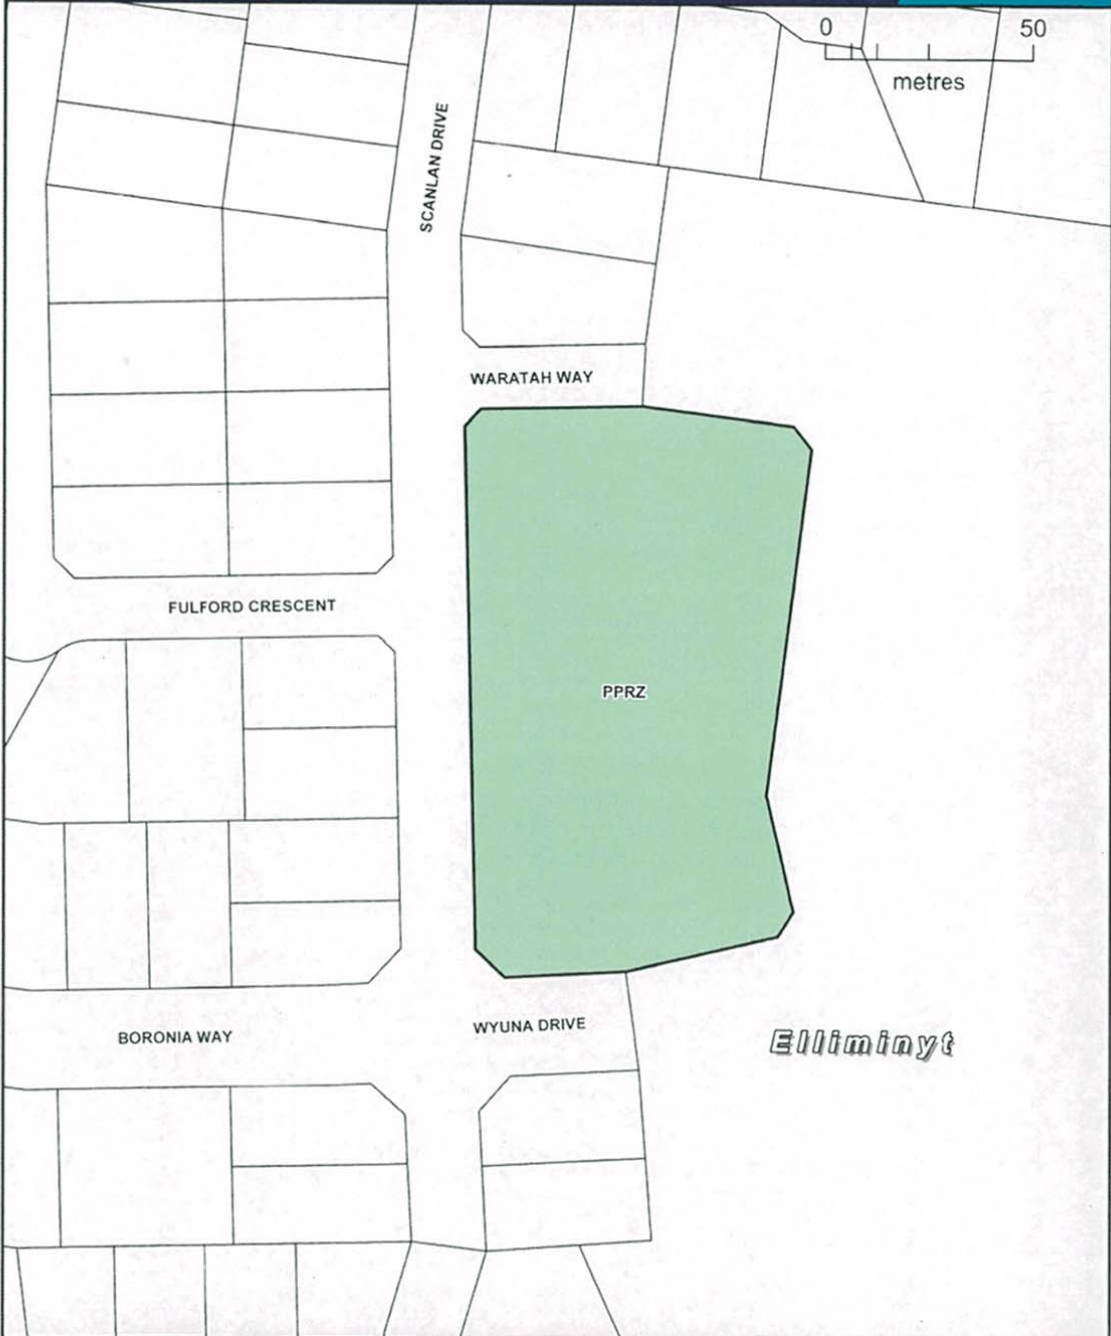 0 50
metres
SCANLAN DRIVE
WARATAH WAY
FULFORD CRESCENT
PPRZ
WYUNA DRIVE
BORONIA WAY
Elliminyt